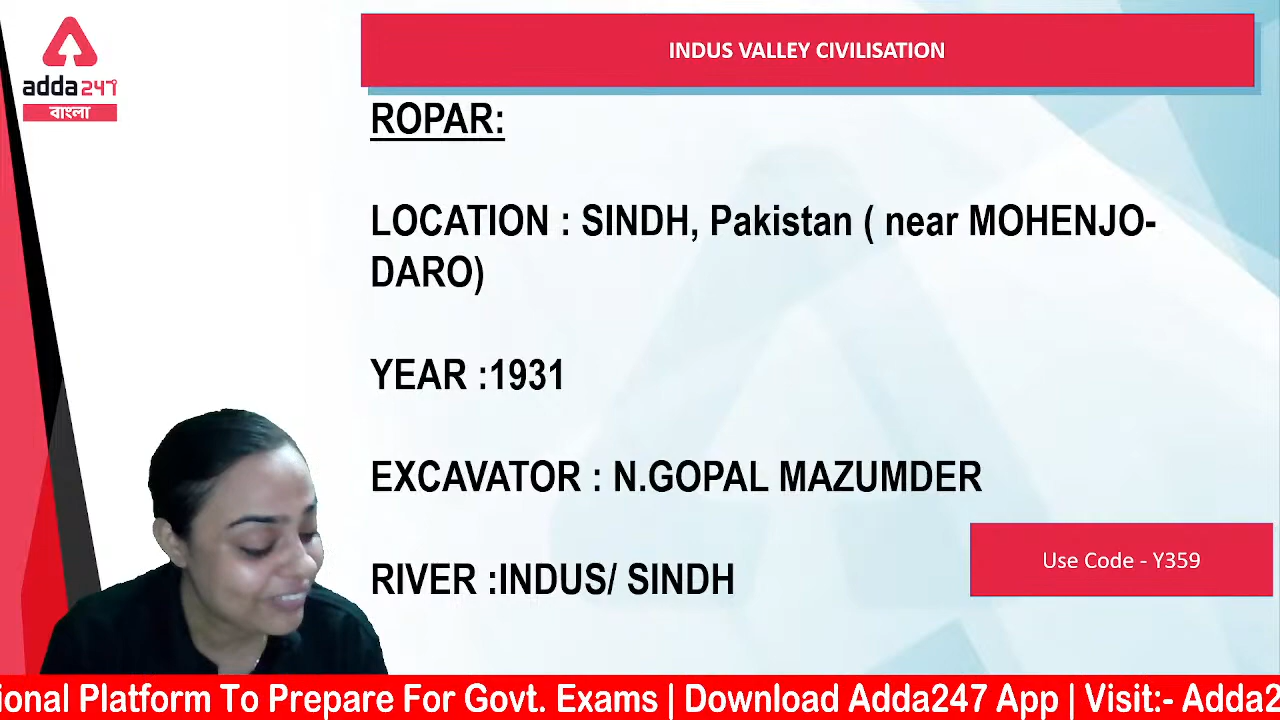 adda247
বাংলা
INDUS VALLEY CIVILISATION
ROPAR:
LOCATION : SINDH, Pakistan ( near MOHENJO-
DARO)
YEAR :1931
EXCAVATOR : N.GOPAL MAZUMDER
RIVER :INDUS/ SINDH
Use Code - Y359
ional Platform To Prepare For Govt. Exams | Download Adda247 App | Visit:- Adda2